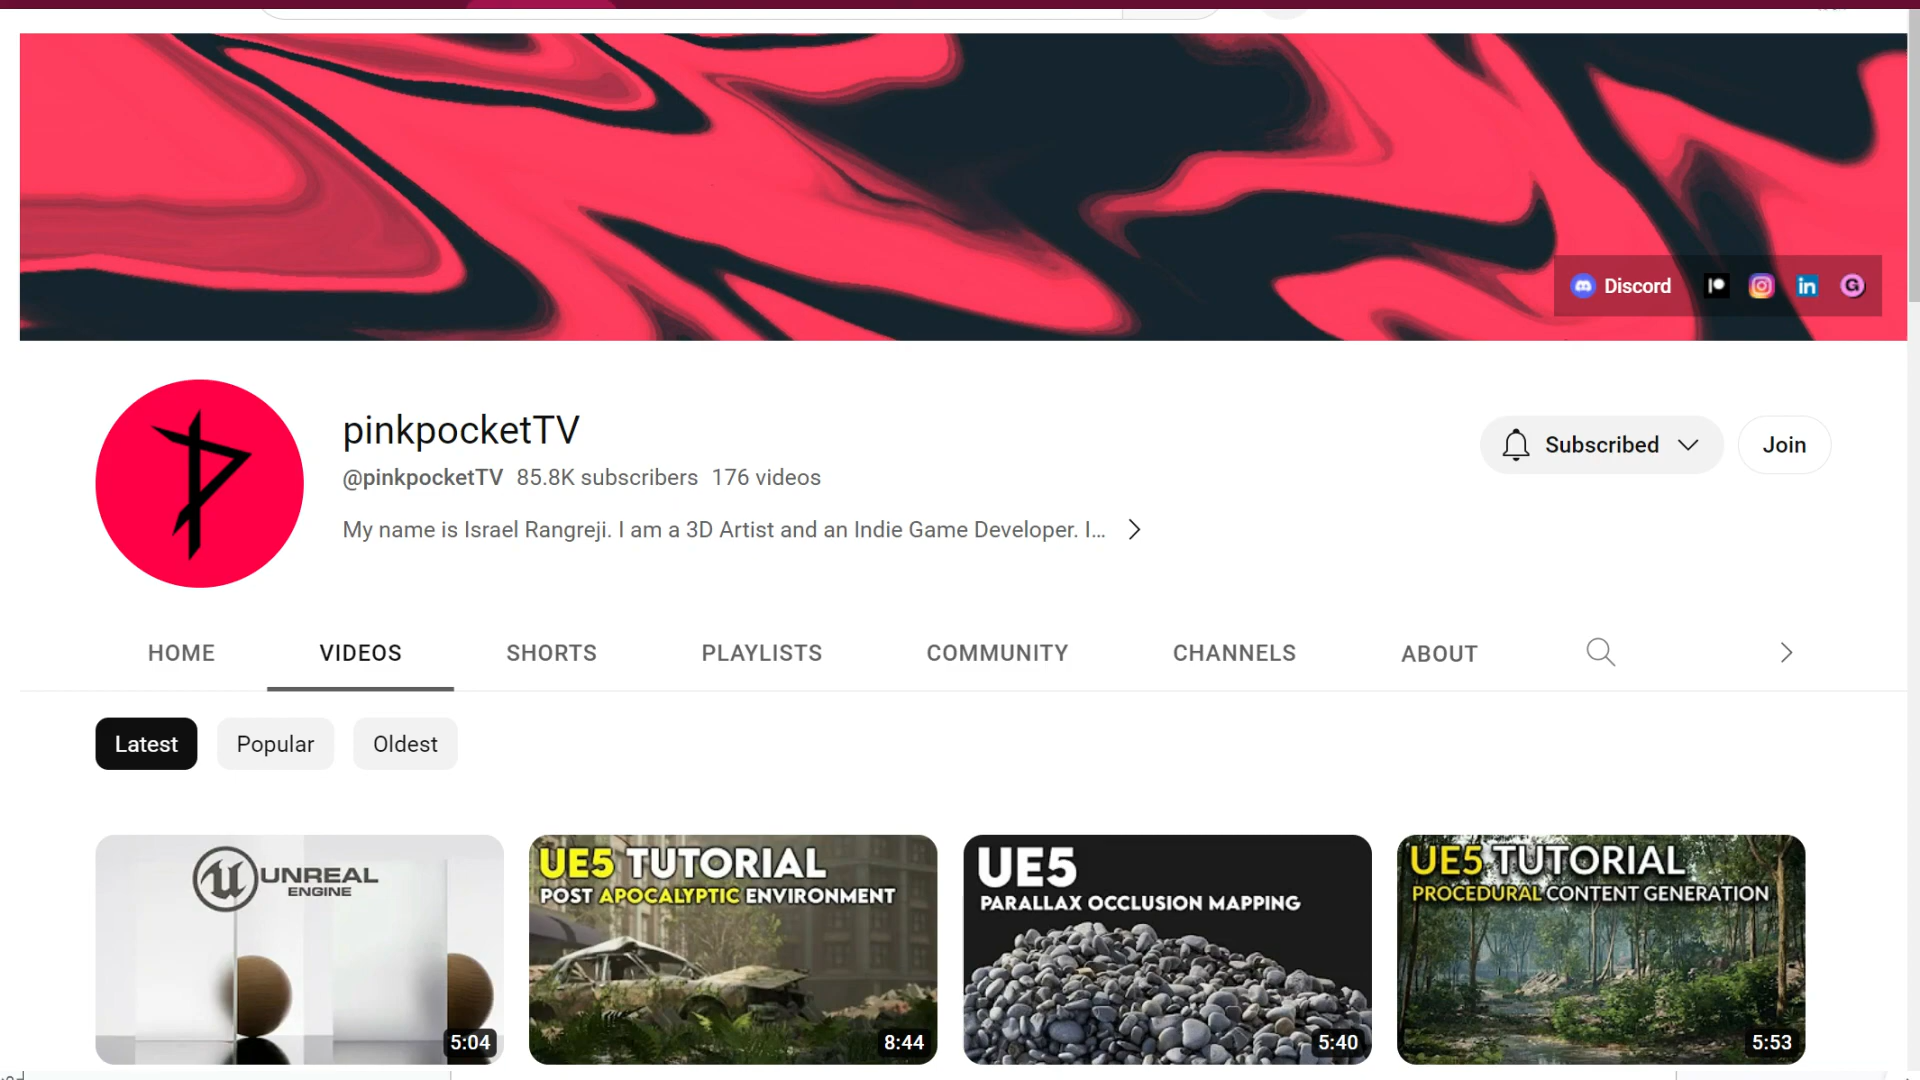 Discord
pinkpocketTV
@pinkpocketTV 85.8K subscribers 176 videos
My name is Israel Rangreji. I am a 3D Artist and an Indie Game Developer. I...
Subscribed
Join
HOME VIDEOS SHORTS PLAYLISTS COMMUNITY CHANNELS ABOUT
Latest Popular Oldest
UNREAL
ENGINE
5:04
UE5 TUTORIAL
POST APOCALYPTIC ENVIRONMENT
8:44
UE5
PARALLAX OCCLUSION MAPPING
5:40
UE5 TUTORIAL
PROCEDURAL CONTENT GENERATION
5:53